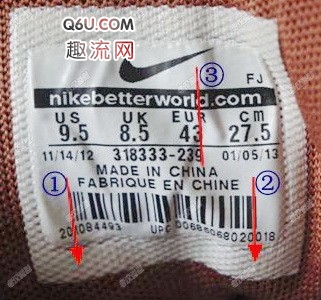 Q6U.COM
趣流网
③
FJ
nikebetterworld.com
US UK EUR cm
9.5 8.5 43 27.5
11/14/12 318333-239 01/05/13
MADE IN CHINA
FABRIQUE EN CHINE
① ②